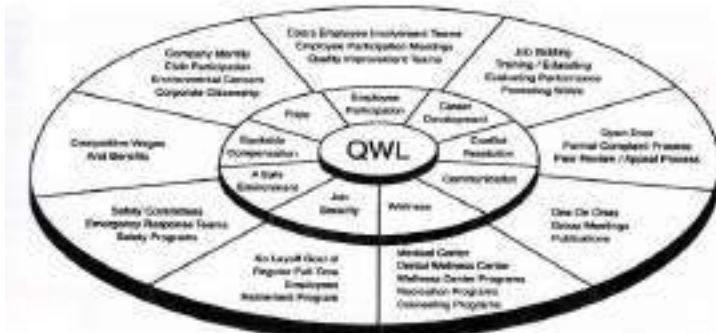 Coors Employee Involvement Teams
Employee Participation Meetings
Quality Improvement Teams
Company Identity
Civic Participation
Environmental Concern
Corporate Citizenship
Job Bidding
Training / Educating
Evaluating Performance
Promoting Within
Employee
Participation
Pride
Career
Development
Competitive Wages
And Benefits
Equitable
Compensation
QWL
Conflict
Resolution
Open Door
Formal Complaint Process
Peer Review / Appeal Process
A Safe
Environment
Communication
Job
Security
Wellness
Safety Committees
Emergency Response Teams
Safety Programs
One On Ones
Group Meetings
Publications
No Layoff Goal of
Regular Full Time
Employees
Retirement Program
Medical Center
Dental Wellness Center
Wellness Center Programs
Recreation Programs
Counseling Programs